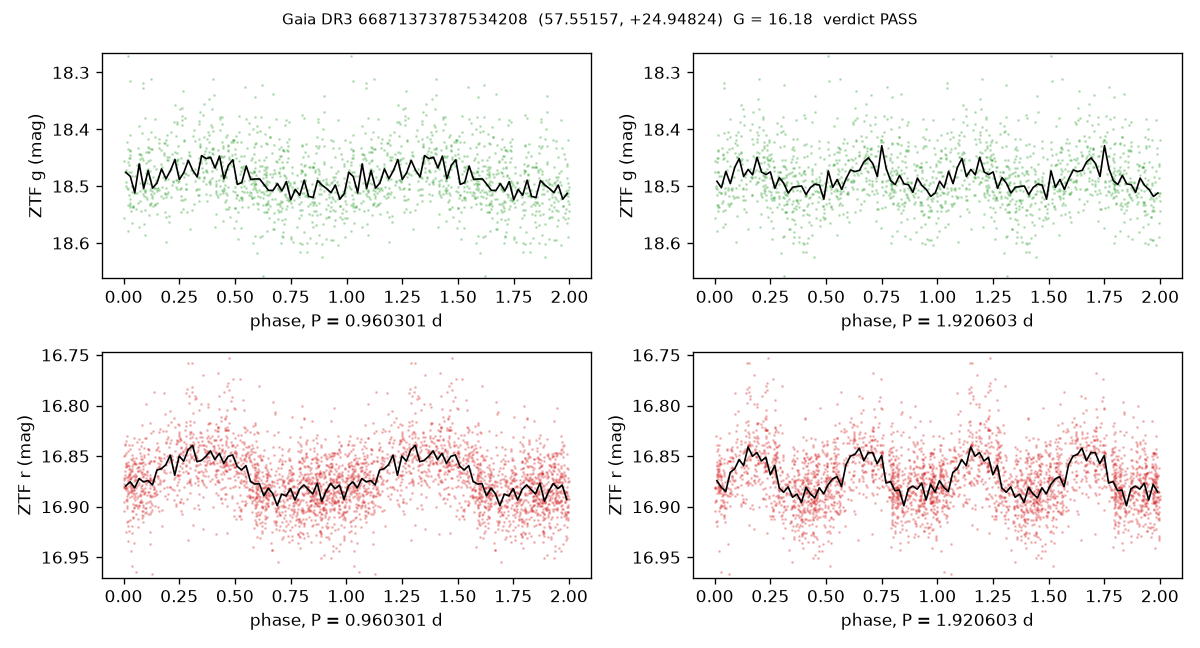 Gaia DR3 66871373787534208 (57.55157, +24.94824) G = 16.18 verdict PASS
ZTF g (mag)
18.3
18.4
18.5
18.6
0.00 0.25 0.50 0.75 1.00 1.25 1.50 1.75 2.00
phase, P = 0.960301 d
ZTF g (mag)
18.3
18.4
18.5
18.6
0.00 0.25 0.50 0.75 1.00 1.25 1.50 1.75 2.00
phase, P = 1.920603 d
ZTF r (mag)
16.75
16.80
16.85
16.90
16.95
0.00 0.25 0.50 0.75 1.00 1.25 1.50 1.75 2.00
phase, P = 0.960301 d
ZTF r (mag)
16.75
16.80
16.85
16.90
16.95
0.00 0.25 0.50 0.75 1.00 1.25 1.50 1.75 2.00
phase, P = 1.920603 d